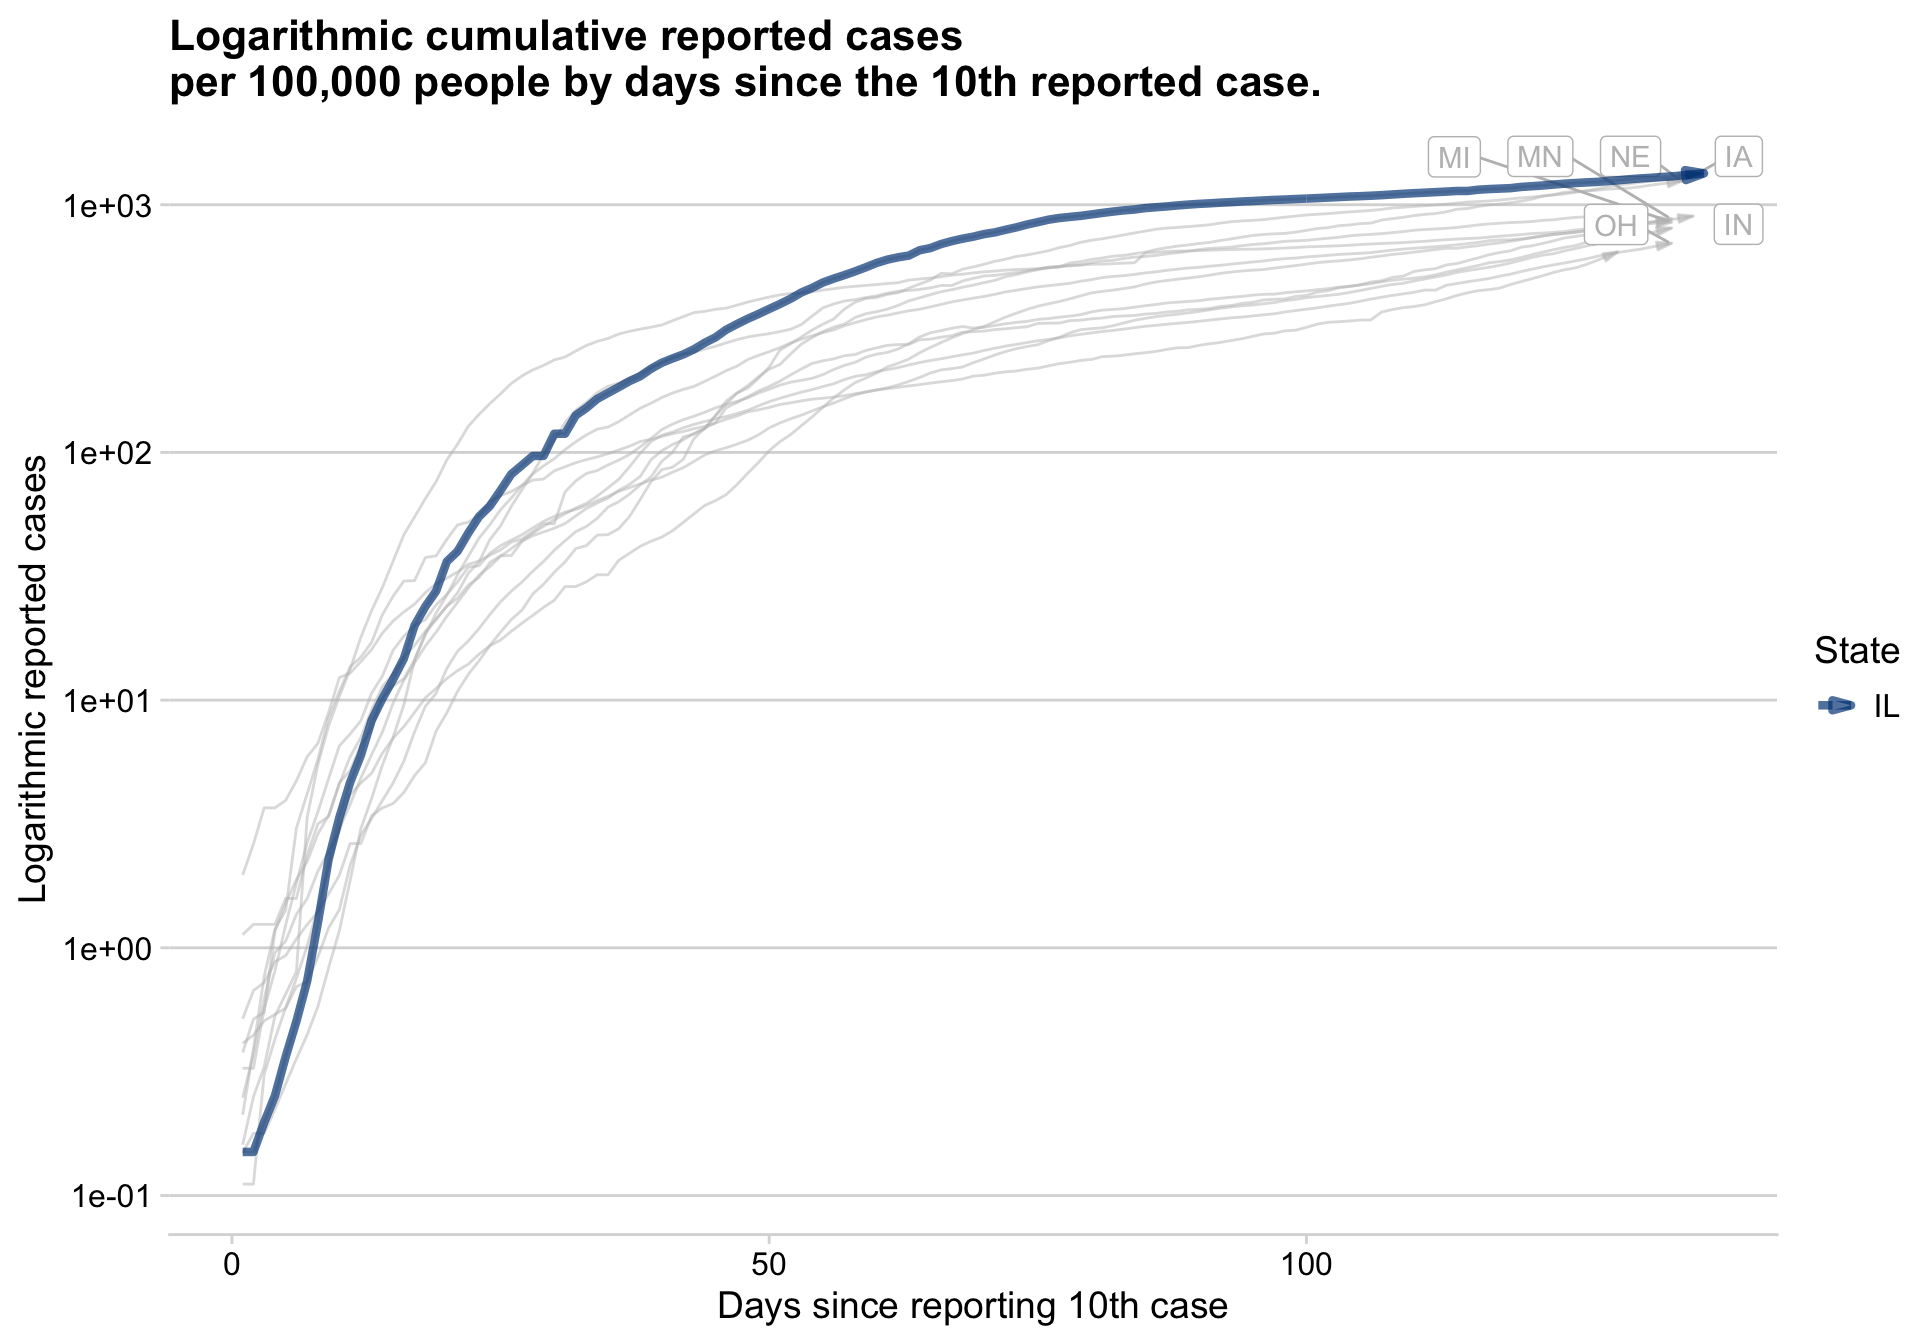 Logarithmic cumulative reported cases
per 100,000 people by days since the 10th reported case.
MI
MN
NE
IA
OH
IN
1e+03
1e+02
1e+01
1e+00
1e-01
Logarithmic reported cases
0
50
100
Days since reporting 10th case
State
IL